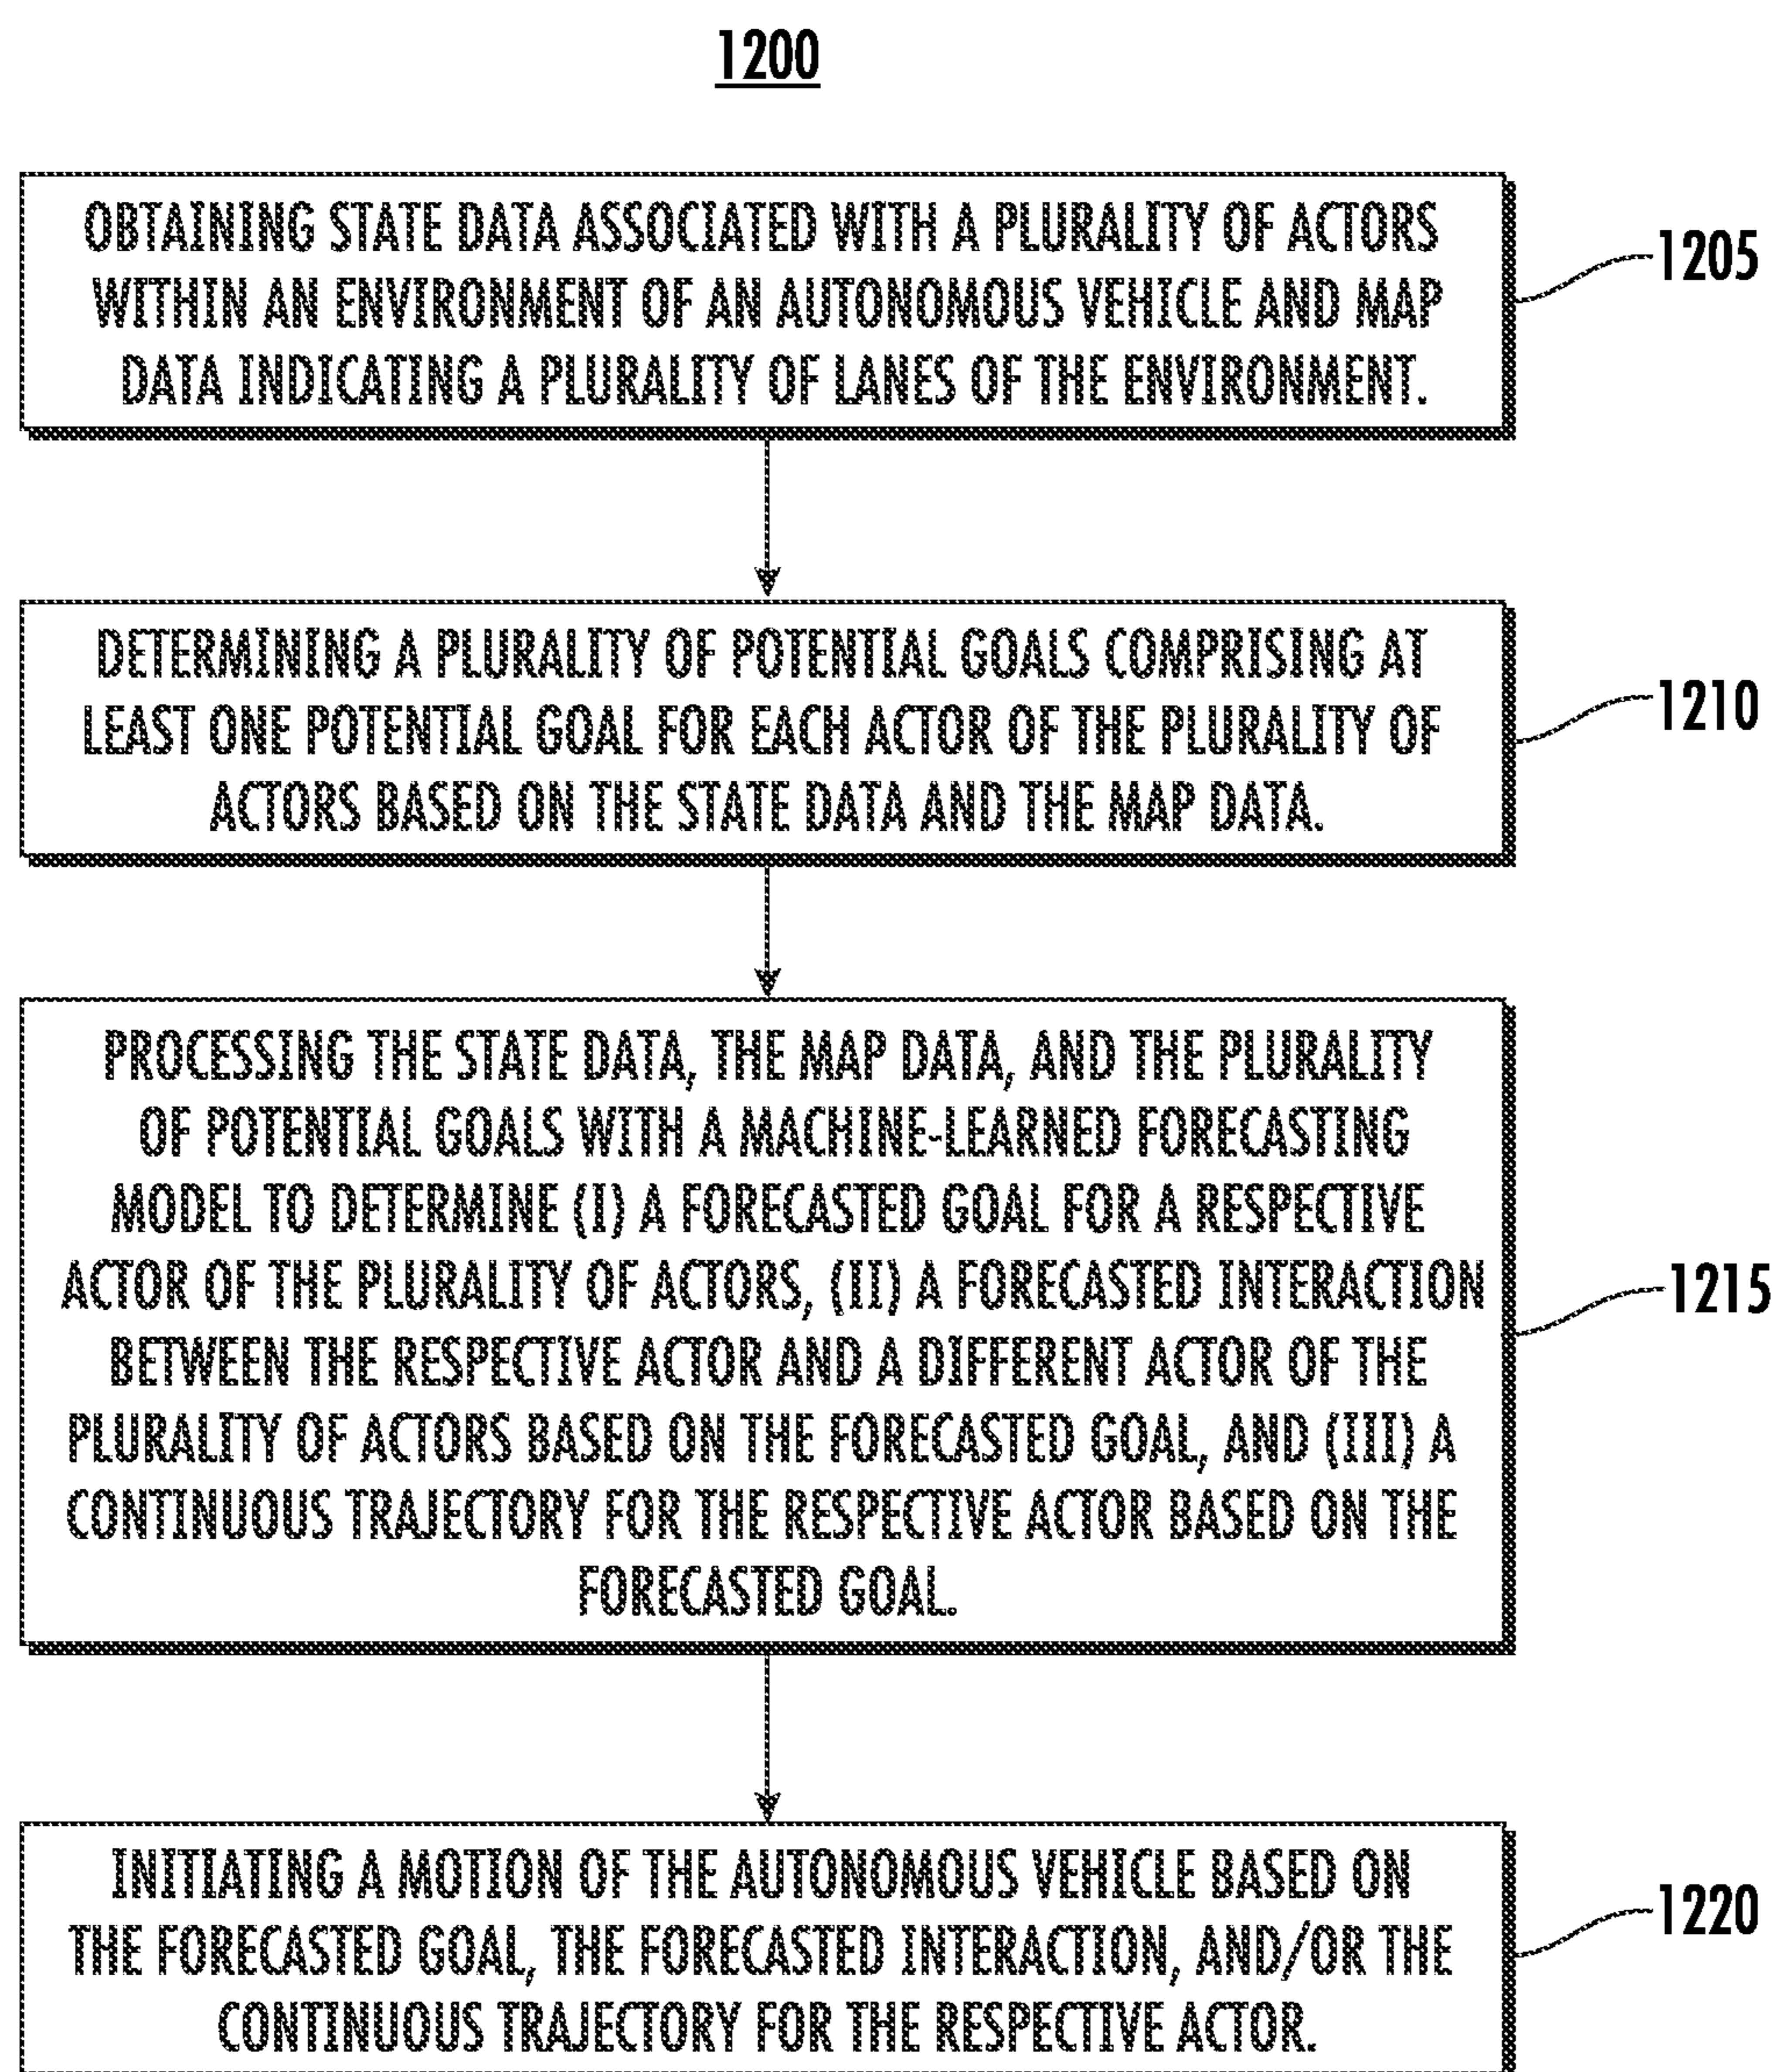 1200
OBTAINING STATE DATA ASSOCIATED WITH A PLURALITY OF ACTORS
WITHIN AN ENVIRONMENT OF AN AUTONOMOUS VEHICLE AND MAP
DATA INDICATING A PLURALITY OF LANES OF THE ENVIRONMENT.
1205
DETERMINING A PLURALITY OF POTENTIAL GOALS COMPRISING AT
LEAST ONE POTENTIAL GOAL FOR EACH ACTOR OF THE PLURALITY OF
ACTORS BASED ON THE STATE DATA AND THE MAP DATA.
1210
PROCESSING THE STATE DATA, THE MAP DATA, AND THE PLURALITY
OF POTENTIAL GOALS WITH A MACHINE-LEARNED FORECASTING
MODEL TO DETERMINE (I) A FORECASTED GOAL FOR A RESPECTIVE
ACTOR OF THE PLURALITY OF ACTORS, (II) A FORECASTED INTERACTION
BETWEEN THE RESPECTIVE ACTOR AND A DIFFERENT ACTOR OF THE
PLURALITY OF ACTORS BASED ON THE FORECASTED GOAL, AND (III) A
CONTINUOUS TRAJECTORY FOR THE RESPECTIVE ACTOR BASED ON THE
FORECASTED GOAL.
1215
INITIATING A MOTION OF THE AUTONOMOUS VEHICLE BASED ON
THE FORECASTED GOAL, THE FORECASTED INTERACTION, AND/OR THE
CONTINUOUS TRAJECTORY FOR THE RESPECTIVE ACTOR.
1220